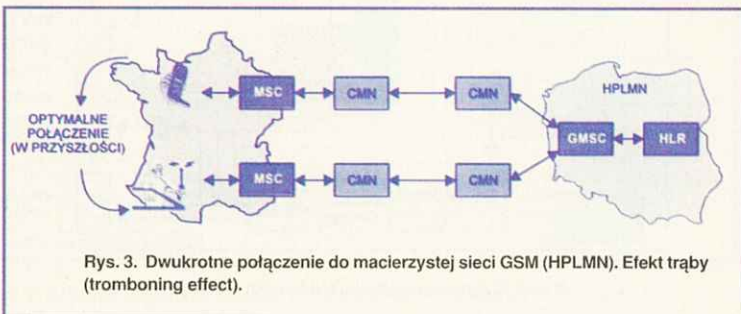 OPTYMALNE
POŁĄCZENIE
(W PRZYSZŁOŚCI)
MSC
CMN
CMN
HPLMN
GMSC
HLR
MSC
CMN
CMN
Rys. 3. Dwukrotne połączenie do macierzystej sieci GSM (HPLMN). Efekt trąby
(tromboning effect).